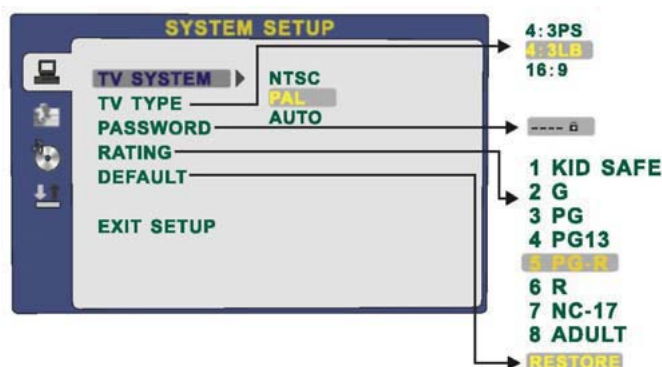 SYSTEM SETUP
TV SYSTEM
TV TYPE
PASSWORD
RATING
DEFAULT
EXIT SETUP
NTSC
PAL
AUTO
4:3PS
4:3LB
16:9
----
1 KID SAFE
2 G
3 PG
4 PG13
5 PG-R
6 R
7 NC-17
8 ADULT
RESTORE